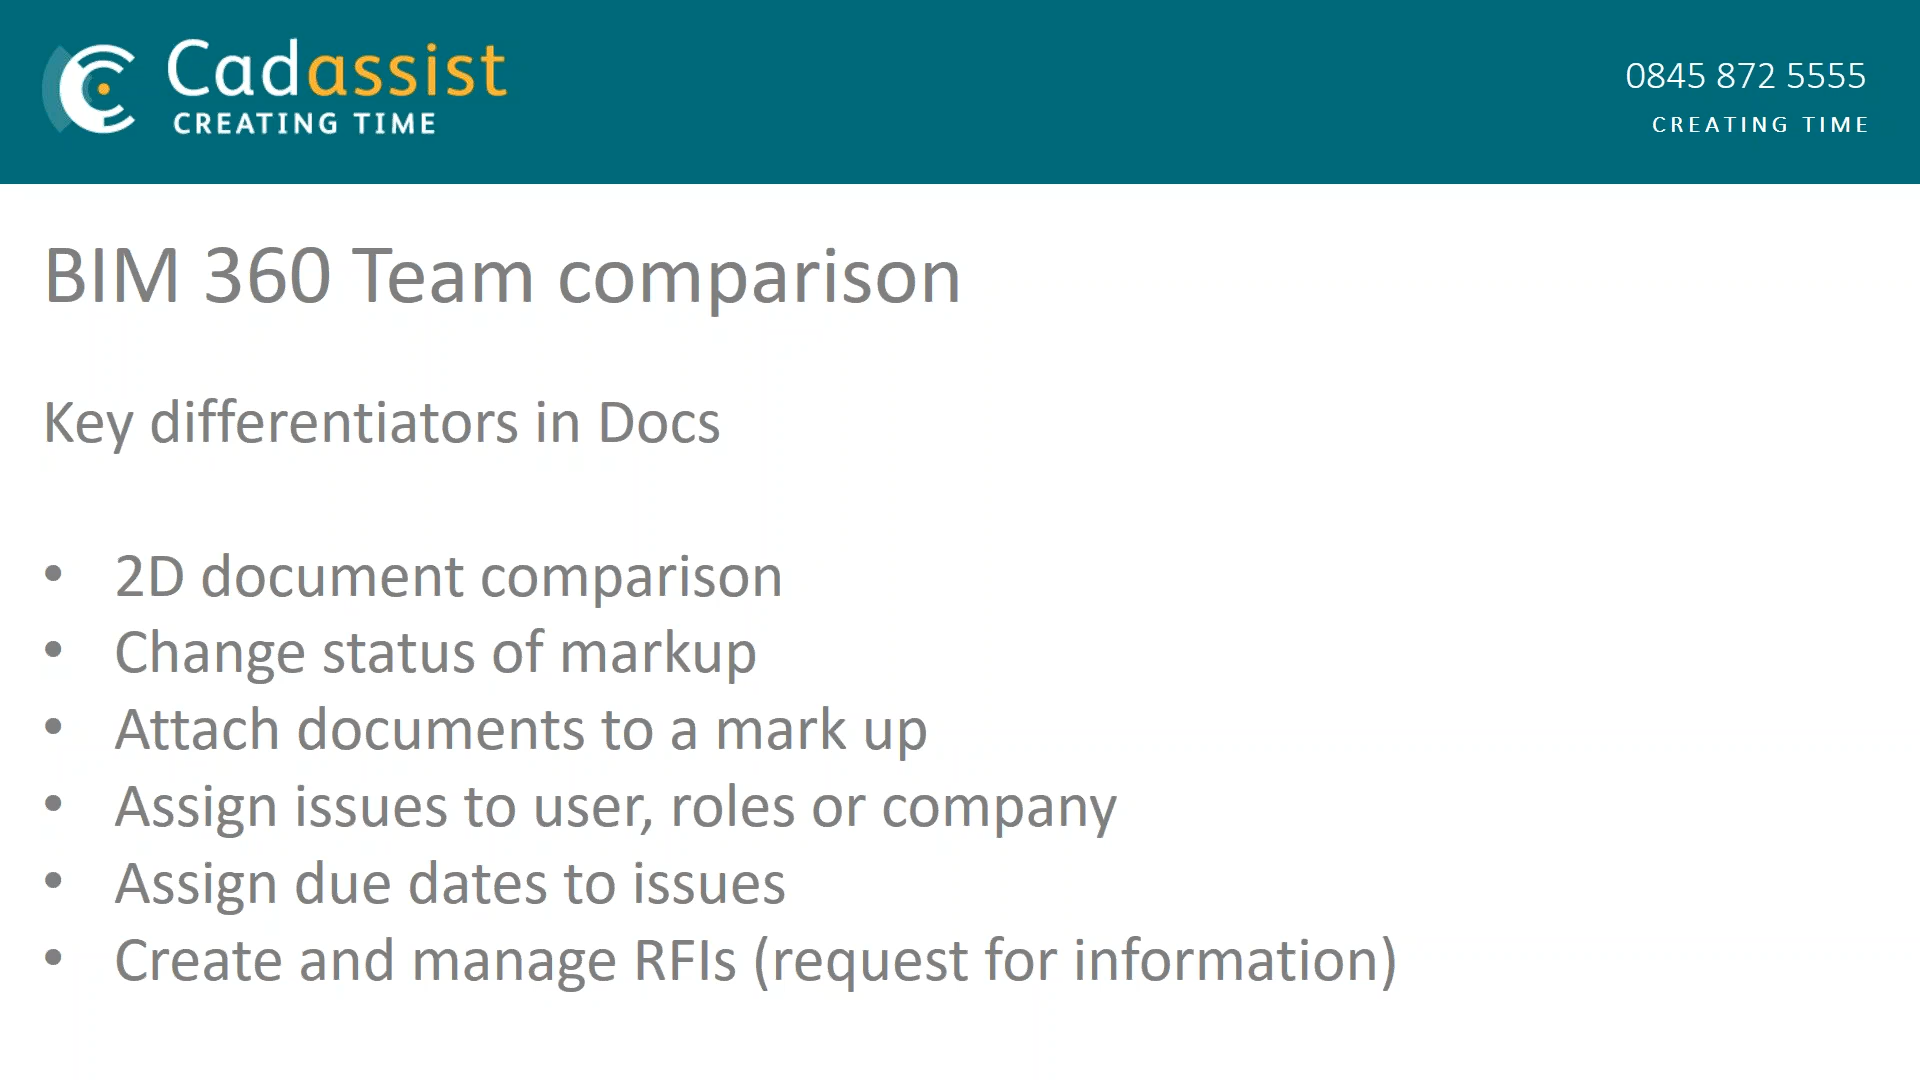 Cadassist
CREATING TIME
0845 872 5555
CREATING TIME
BIM 360 Team comparison
Key differentiators in Docs
• 2D document comparison
• Change status of markup
• Attach documents to a mark up
• Assign issues to user, roles or company
• Assign due dates to issues
• Create and manage RFIs (request for information)